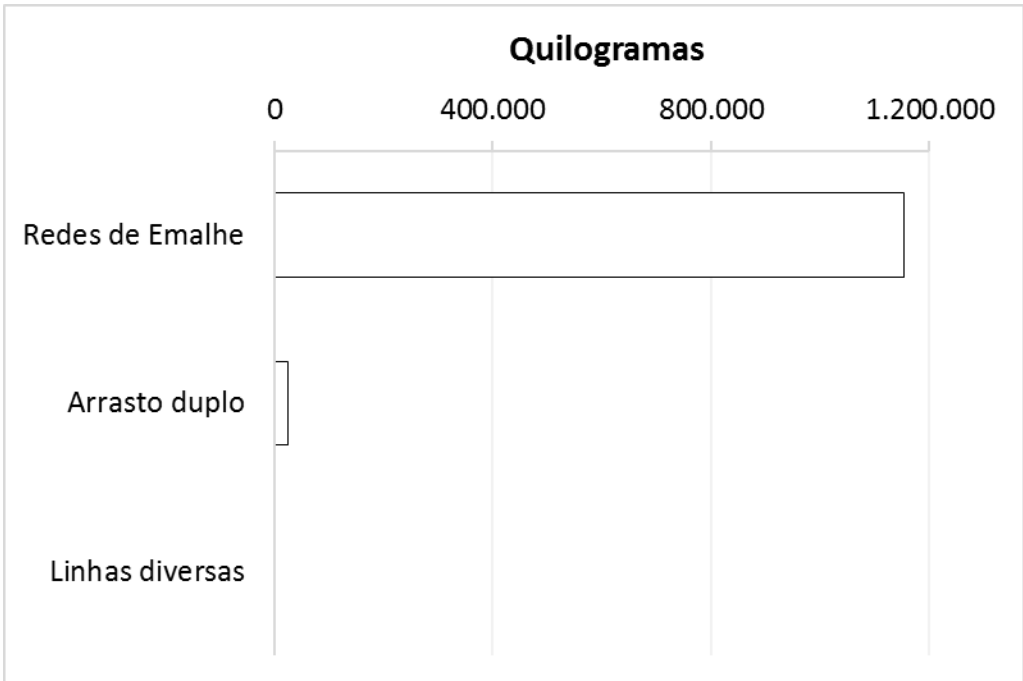 Quilogramas
0 400.000 800.000 1.200.000
Redes de Emalhe
Arrasto duplo
Linhas diversas